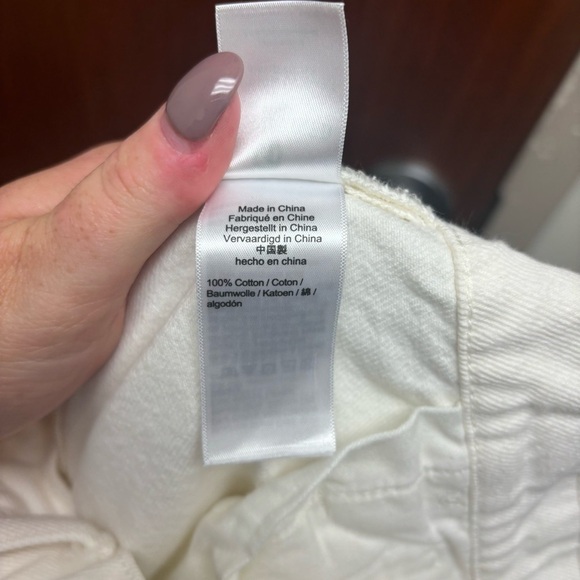 Made in China
Fabriqué en Chine
Hergestellt in China
Vervaardigd in China
中国製
hecho en china
100% Cotton / Coton /
Baumwolle / Katoen / 綿 /
algodón